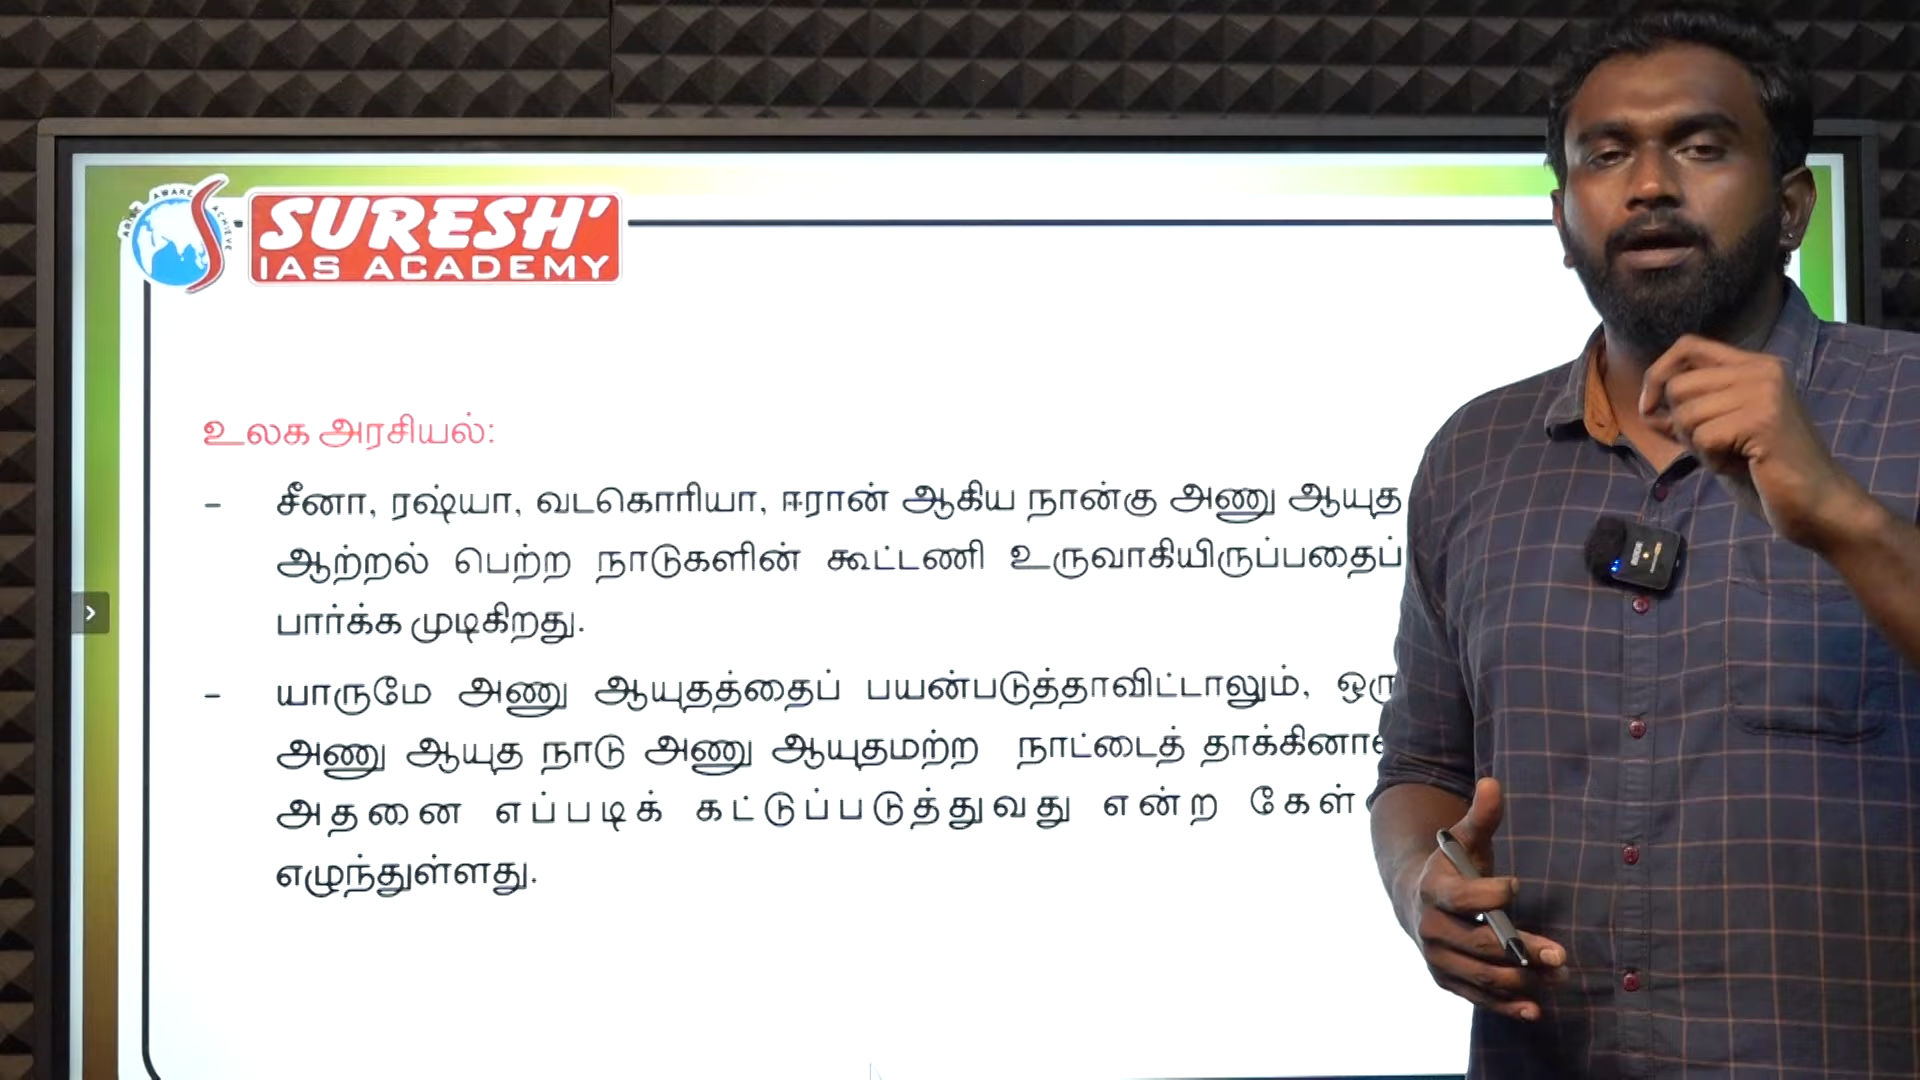 SURESH'
IAS ACADEMY
உலக அரசியல்:
- சீனா, ரஷ்யா, வடகொரியா, ஈரான் ஆகிய நான்கு அணு ஆயுத
ஆற்றல் பெற்ற நாடுகளின் கூட்டணி உருவாகியிருப்பதைப்
பார்க்க முடிகிறது.
- யாருமே அணு ஆயுதத்தைப் பயன்படுத்தாவிட்டாலும், ஒரு
அணு ஆயுத நாடு அணு ஆயுதமற்ற நாட்டைத்
அதனை எப்படிக் கட்டுப்படுத்துவது என்ற
எழுந்துள்ளது.